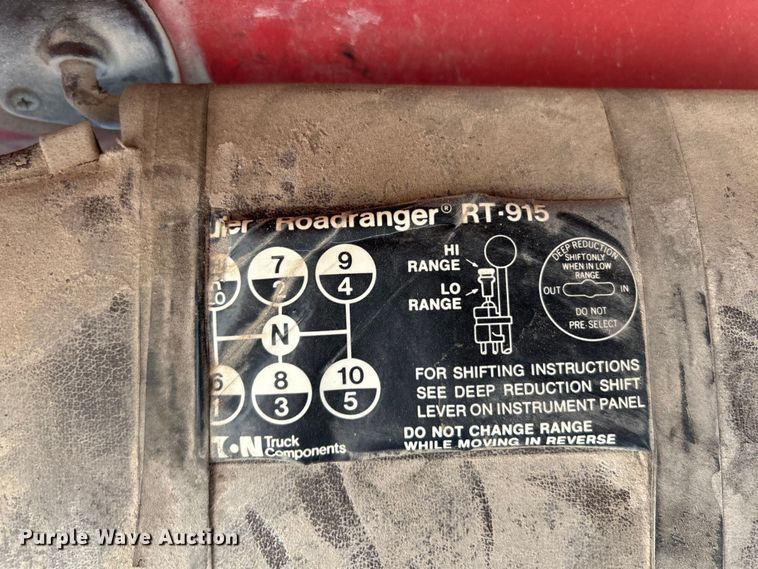 Roadranger® RT-915
7 2
9 4
HI RANGE
LO RANGE
DEEP REDUCTION
SHIFT ONLY
WHEN IN LOW
RANGE
OUT IN
DO NOT
PRE-SELECT
N
6 1
8 3
10 5
FOR SHIFTING INSTRUCTIONS
SEE DEEP REDUCTION SHIFT
LEVER ON INSTRUMENT PANEL
DO NOT CHANGE RANGE
WHILE MOVING IN REVERSE
Truck
Components
Purple Wave Auction